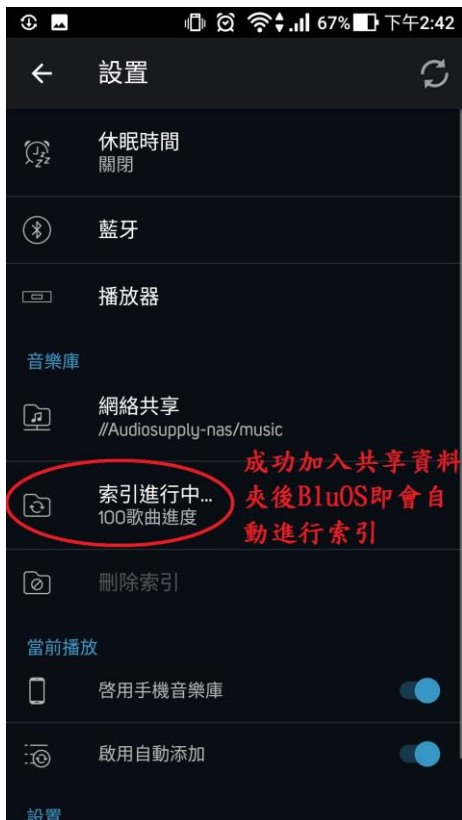 67% 下午2:42
設置
休眠時間
關閉
藍牙
播放器
音樂庫
網絡共享
//Audiosupply-nas/music
成功加入共享資料
夾後BluOS即會自
動進行索引
索引進行中...
100歌曲進度
刪除索引
當前播放
啓用手機音樂庫
啟用自動添加
設置